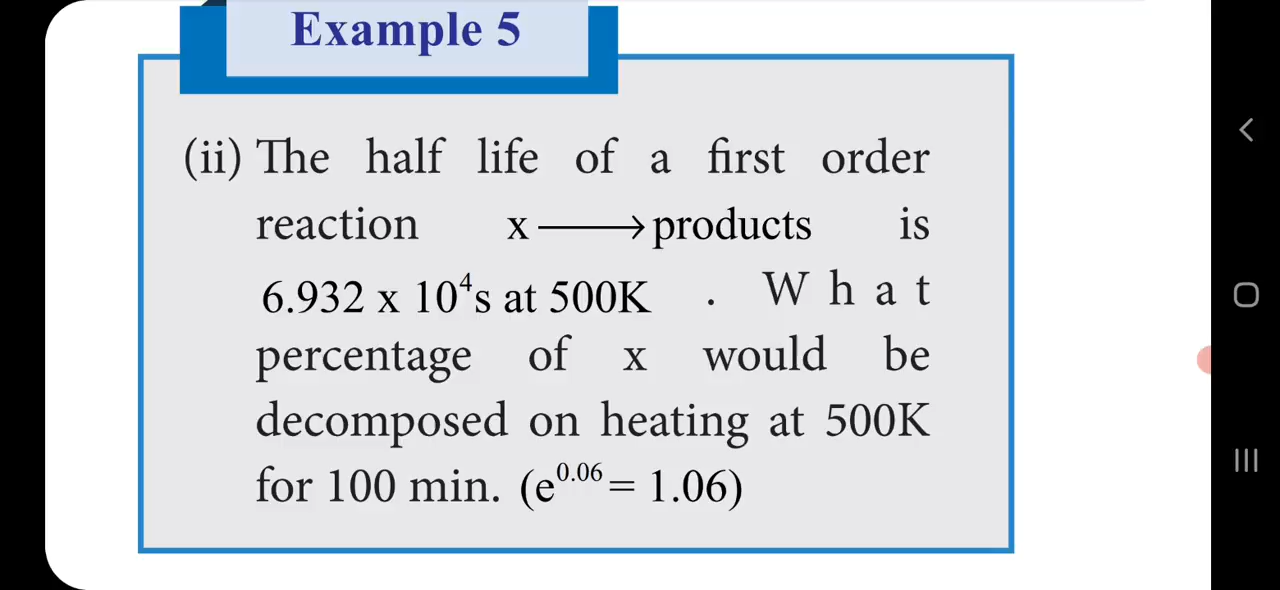 Example 5
(ii) The half life of a first order
reaction x ⟶ products is
6.932 x 10⁴s at 500K . W h a t
percentage of x would be
decomposed on heating at 500K
for 100 min. (e⁰·⁰⁶ = 1.06)